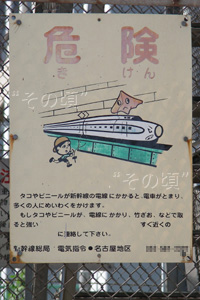 危険
きけん
“その頃”
“その頃”
タコやビニールが新幹線の電線にかかると、電車がとまり、
多くの人にめいわくをかけます。
もしタコやビニールが、電線にかかり、竹ざお、などで取
ると強い すぐ近くの
に連絡して下さい。
幹線総局 電気指令●名古屋地区